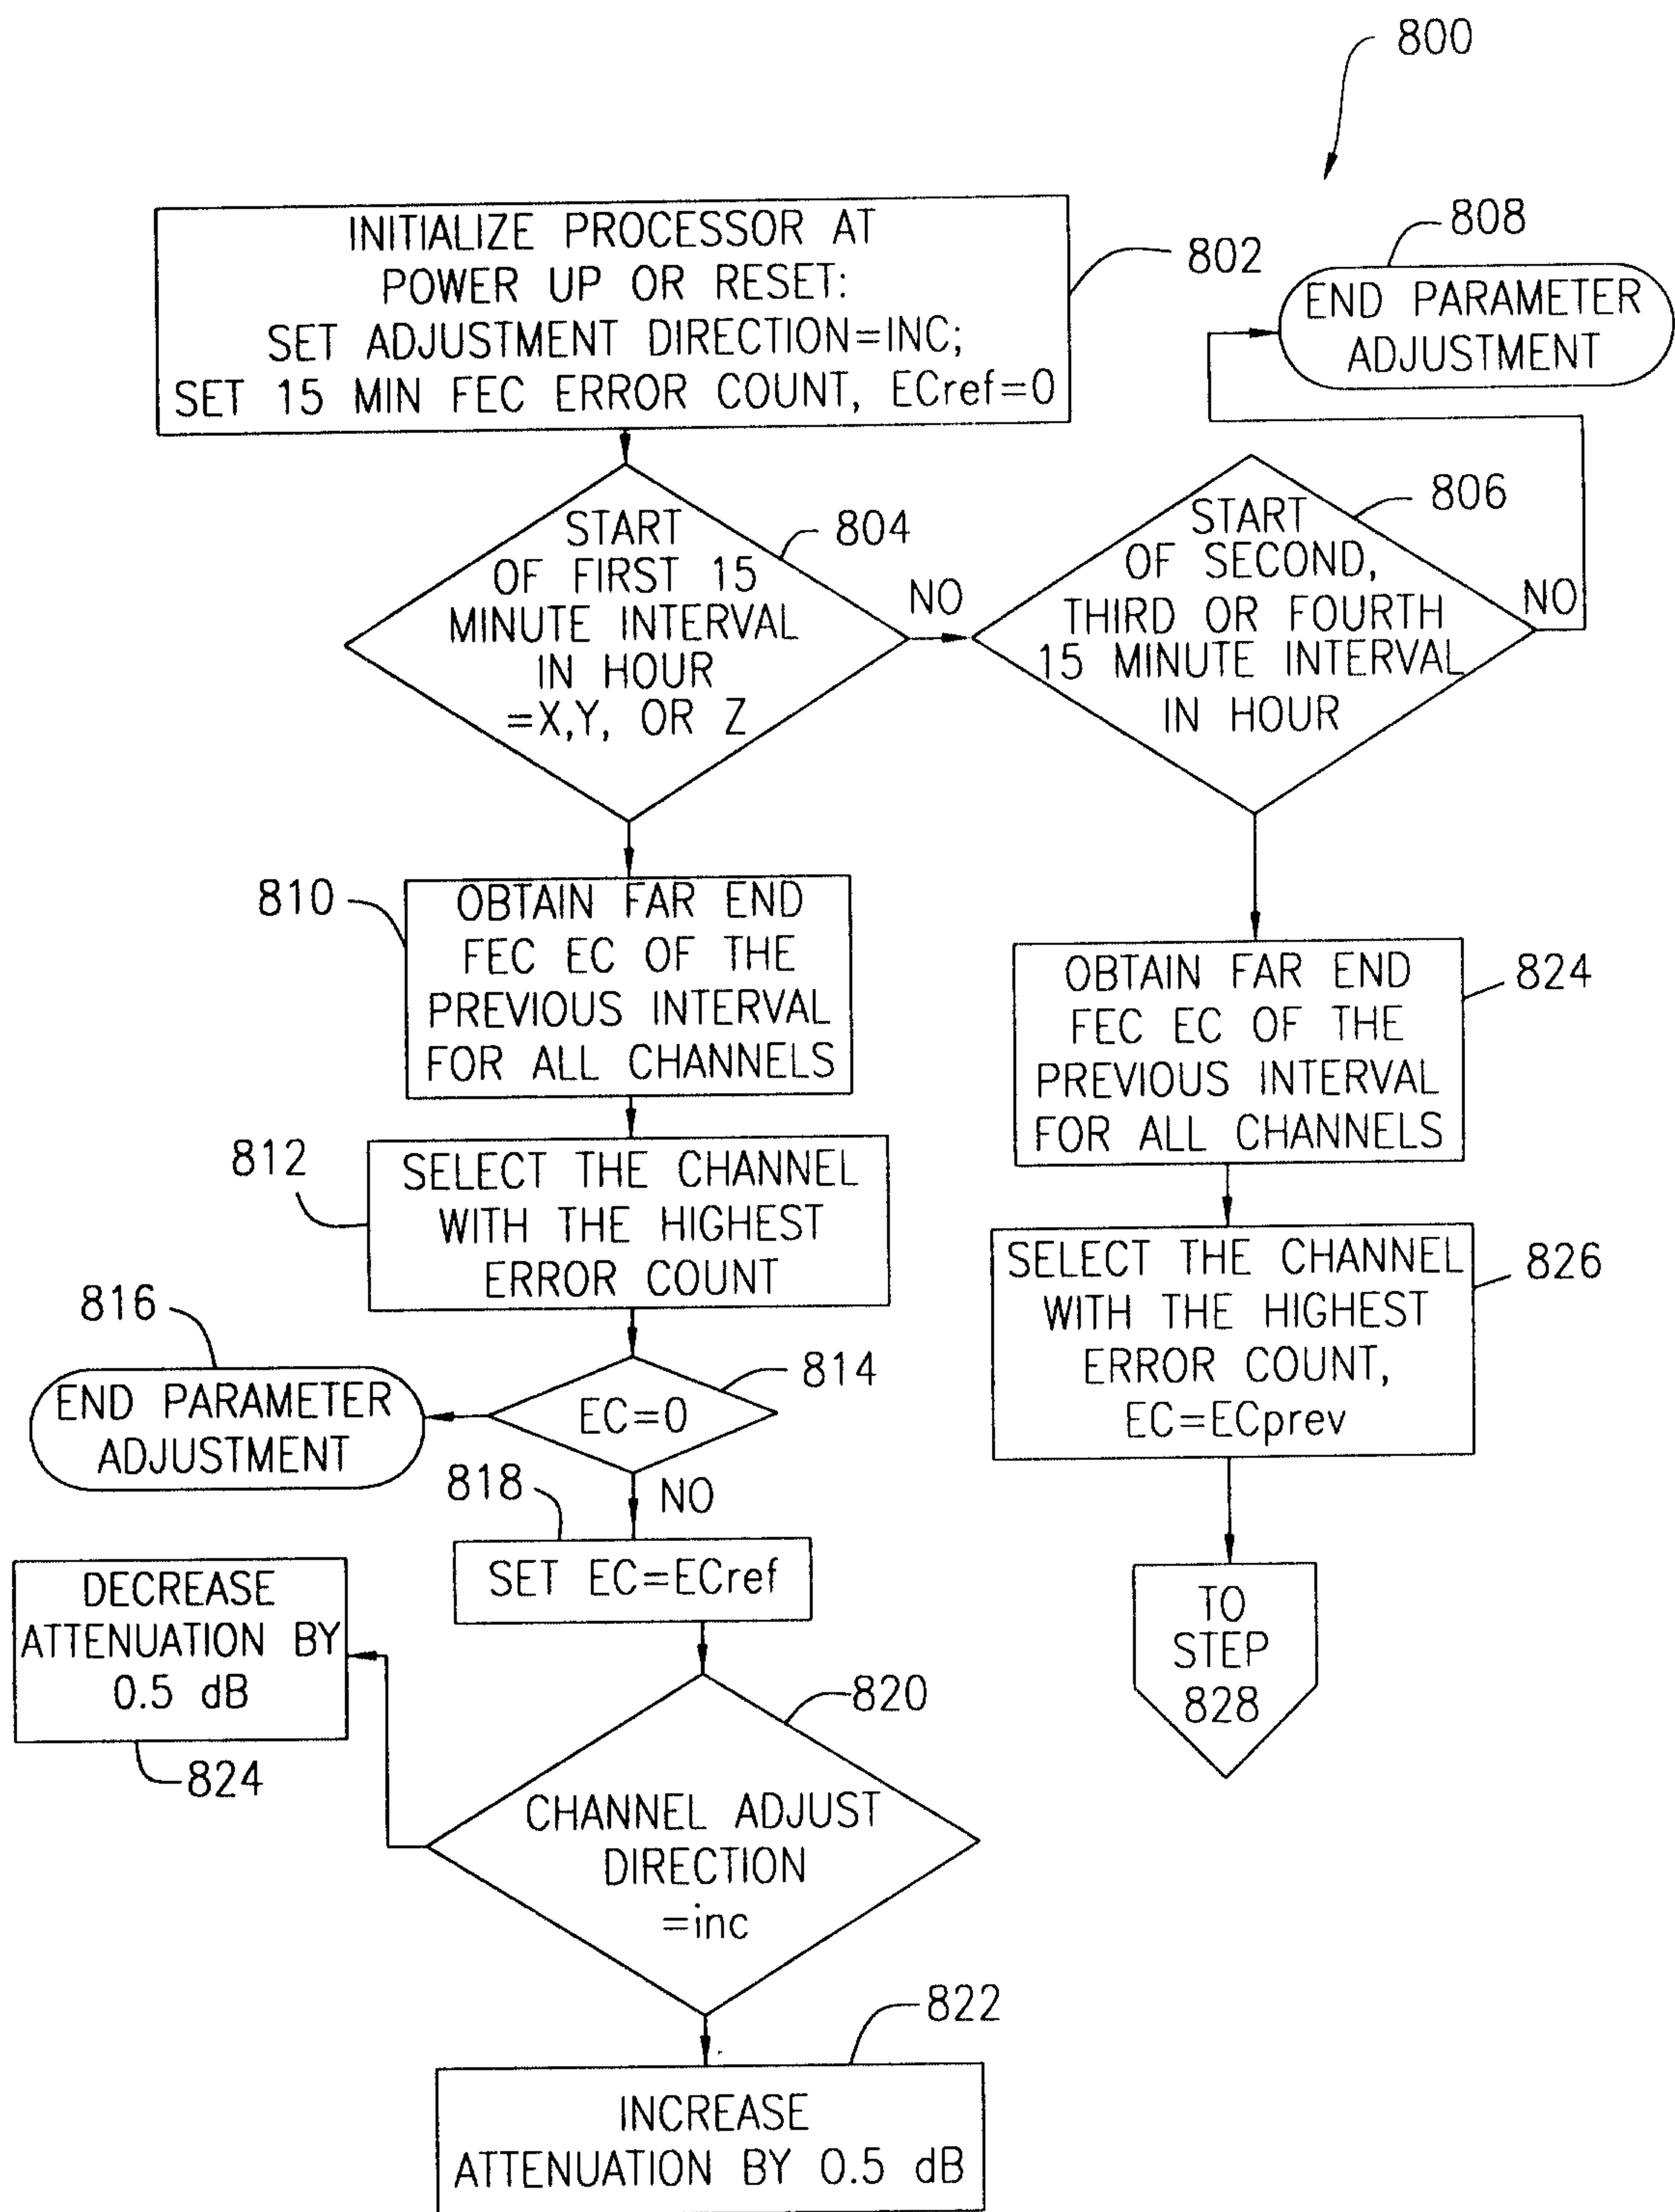 800
INITIALIZE PROCESSOR AT
POWER UP OR RESET:
SET ADJUSTMENT DIRECTION=INC;
SET 15 MIN FEC ERROR COUNT, ECref=0
802
808
END PARAMETER
ADJUSTMENT
START
OF FIRST 15
MINUTE INTERVAL
IN HOUR
=X,Y, OR Z
804
NO
START
OF SECOND,
THIRD OR FOURTH
15 MINUTE INTERVAL
IN HOUR
806
NO
810
OBTAIN FAR END
FEC EC OF THE
PREVIOUS INTERVAL
FOR ALL CHANNELS
812
SELECT THE CHANNEL
WITH THE HIGHEST
ERROR COUNT
816
END PARAMETER
ADJUSTMENT
EC=0
814
818
NO
SET EC=ECref
DECREASE
ATTENUATION BY
0.5 dB
824
820
CHANNEL ADJUST
DIRECTION
=inc
822
INCREASE
ATTENUATION BY 0.5 dB
OBTAIN FAR END
FEC EC OF THE
PREVIOUS INTERVAL
FOR ALL CHANNELS
824
SELECT THE CHANNEL
WITH THE HIGHEST
ERROR COUNT,
EC=ECprev
826
TO
STEP
828